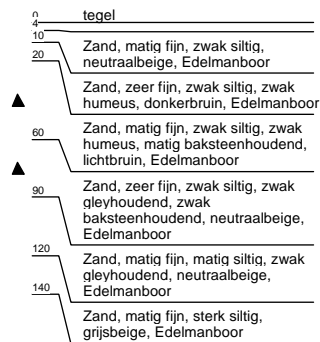 0
tegel
4
10
Zand, matig fijn, zwak siltig,
neutraalbeige, Edelmanboor
20
Zand, zeer fijn, zwak siltig, zwak
humeus, donkerbruin, Edelmanboor
Zand, matig fijn, zwak siltig, zwak
humeus, matig baksteenhoudend,
lichtbruin, Edelmanboor
60
Zand, zeer fijn, zwak siltig, zwak
gleyhoudend, zwak
baksteenhoudend, neutraalbeige,
Edelmanboor
90
Zand, matig fijn, matig siltig, zwak
gleyhoudend, neutraalbeige,
Edelmanboor
120
140
Zand, matig fijn, sterk siltig,
grijsbeige, Edelmanboor